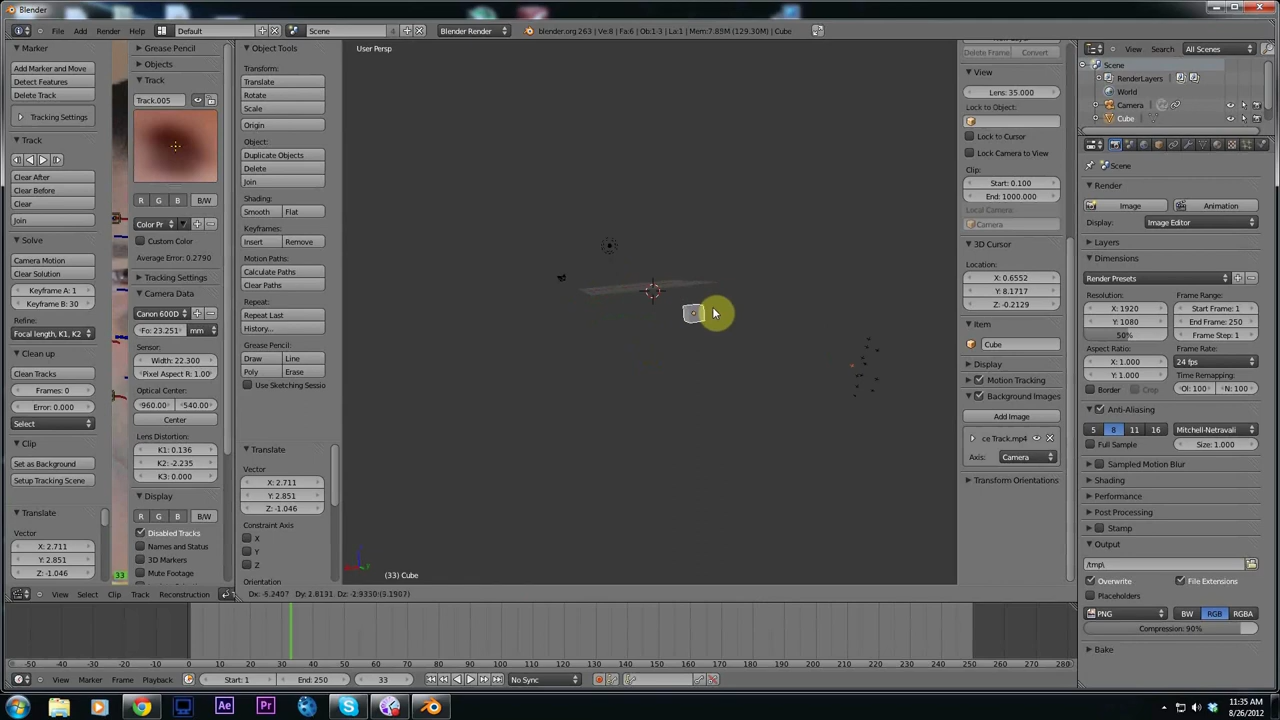 Blender
File Add Render Help Default Scene 4 Blender Render blender.org 263 | Ve:8 | Fa:6 | Ob:1-3 | La:1 | Mem:7.89M (129.30M) | Cube
Marker
Add Marker and Move
Detect Features
Delete Track
Tracking Settings
Track
Clear After
Clear Before
Clear
Join
Solve
Camera Motion
Clear Solution
Keyframe A: 1
Keyframe B: 30
Refine:
Focal length, K1, K2
Clean up
Clean Tracks
Frames: 0
Error: 0.000
Select
Clip
Set as Background
Setup Tracking Scene
Translate
Vector
X: 2.711
Y: 2.851
Z: -1.046
Grease Pencil
Objects
Track
Track.005
R G B B/W
Color Pr
Custom Color
Average Error: 0.2790
Tracking Settings
Camera Data
Canon 600D
Fo: 23.251 mm
Sensor:
Width: 22.300
Pixel Aspect R: 1.00
Optical Center:
960.00 540.00
Center
Lens Distortion:
K1: 0.136
K2: -2.235
K3: 0.000
Display
R G B B/W
Disabled Tracks
Names and Status
3D Markers
Mute Footage
33
View Select Clip Track Reconstruction
Object Tools
Transform:
Translate
Rotate
Scale
Origin
Object:
Duplicate Objects
Delete
Join
Shading:
Smooth Flat
Keyframes:
Insert Remove
Motion Paths:
Calculate Paths
Clear Paths
Repeat:
Repeat Last
History...
Grease Pencil:
Draw Line
Poly Erase
Use Sketching Sessio
Translate
Vector
X: 2.711
Y: 2.851
Z: -1.046
Constraint Axis
X
Y
Z
Orientation
User Persp
(33) Cube
Dx: -5.2407 Dy: 2.8131 Dz: -2.9330 (6.1907)
Delete Frame Convert
View
Lens: 35.000
Lock to Object:
Lock to Cursor
Lock Camera to View
Clip:
Start: 0.100
End: 1000.000
Local Camera
Camera
3D Cursor
Location:
X: 0.6552
Y: 8.1717
Z: -0.2129
Item
Cube
Display
Motion Tracking
Background Images
Add Image
ce Track.mp4
Axis: Camera
Transform Orientations
View Search All Scenes
Scene
RenderLayers
World
Camera
Cube
Scene
Render
Image Animation
Display: Image Editor
Layers
Dimensions
Render Presets
Resolution: Frame Range:
X: 1920 Start Frame: 1
Y: 1080 End Frame: 250
50% Frame Step: 1
Aspect Ratio: Frame Rate:
X: 1.000 24 fps
Y: 1.000 Time Remapping:
Border Crop Ol: 100 N: 100
Anti-Aliasing
5 8 11 16 Mitchell-Netravali
Full Sample Size: 1.000
Sampled Motion Blur
Shading
Performance
Post Processing
Stamp
Output
/tmp\
Overwrite File Extensions
Placeholders
PNG BW RGB RGBA
Compression: 90%
Bake
-50 -40 -30 -20 -10 0 10 20 30 40 50 60 70 80 90 100 110 120 130 140 150 160 170 180 190 200 210 220 230 240 250 260 270 280
View Marker Frame Playback Start: 1 End: 250 33 No Sync
Ae Pr
11:35 AM
8/26/2012